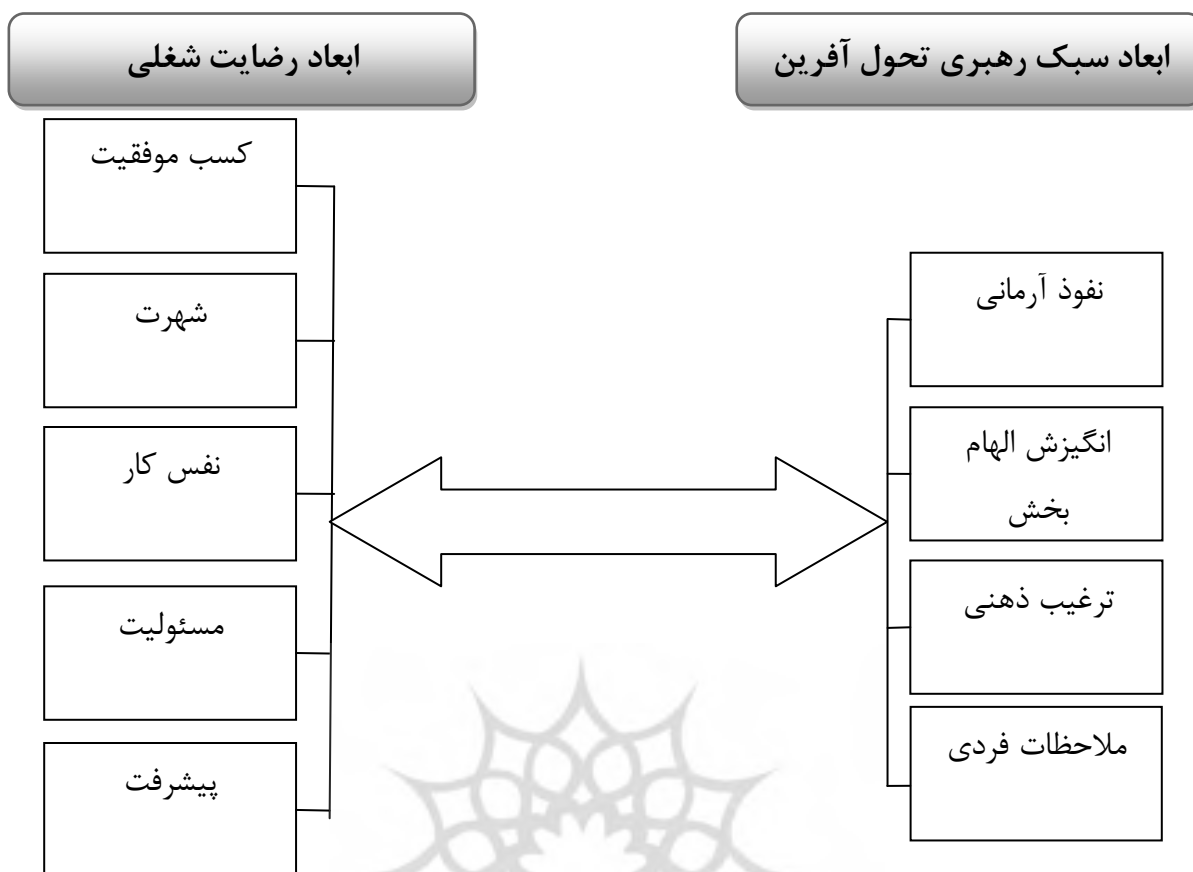 ابعاد سبک رهبری تحول آفرین
نفوذ آرمانی
انگیزش الهام
بخش
ترغیب ذهنی
ملاحظات فردی
ابعاد رضایت شغلی
کسب موفقیت
شهرت
نفس کار
مسئولیت
پیشرفت